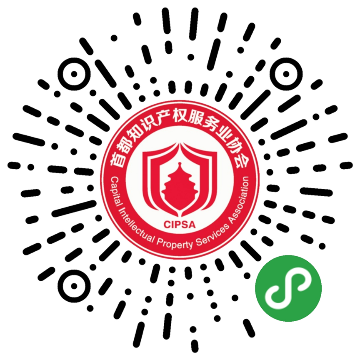 首都知识产权服务业协会
CIPSA
Capital Intellectual Property Services Association